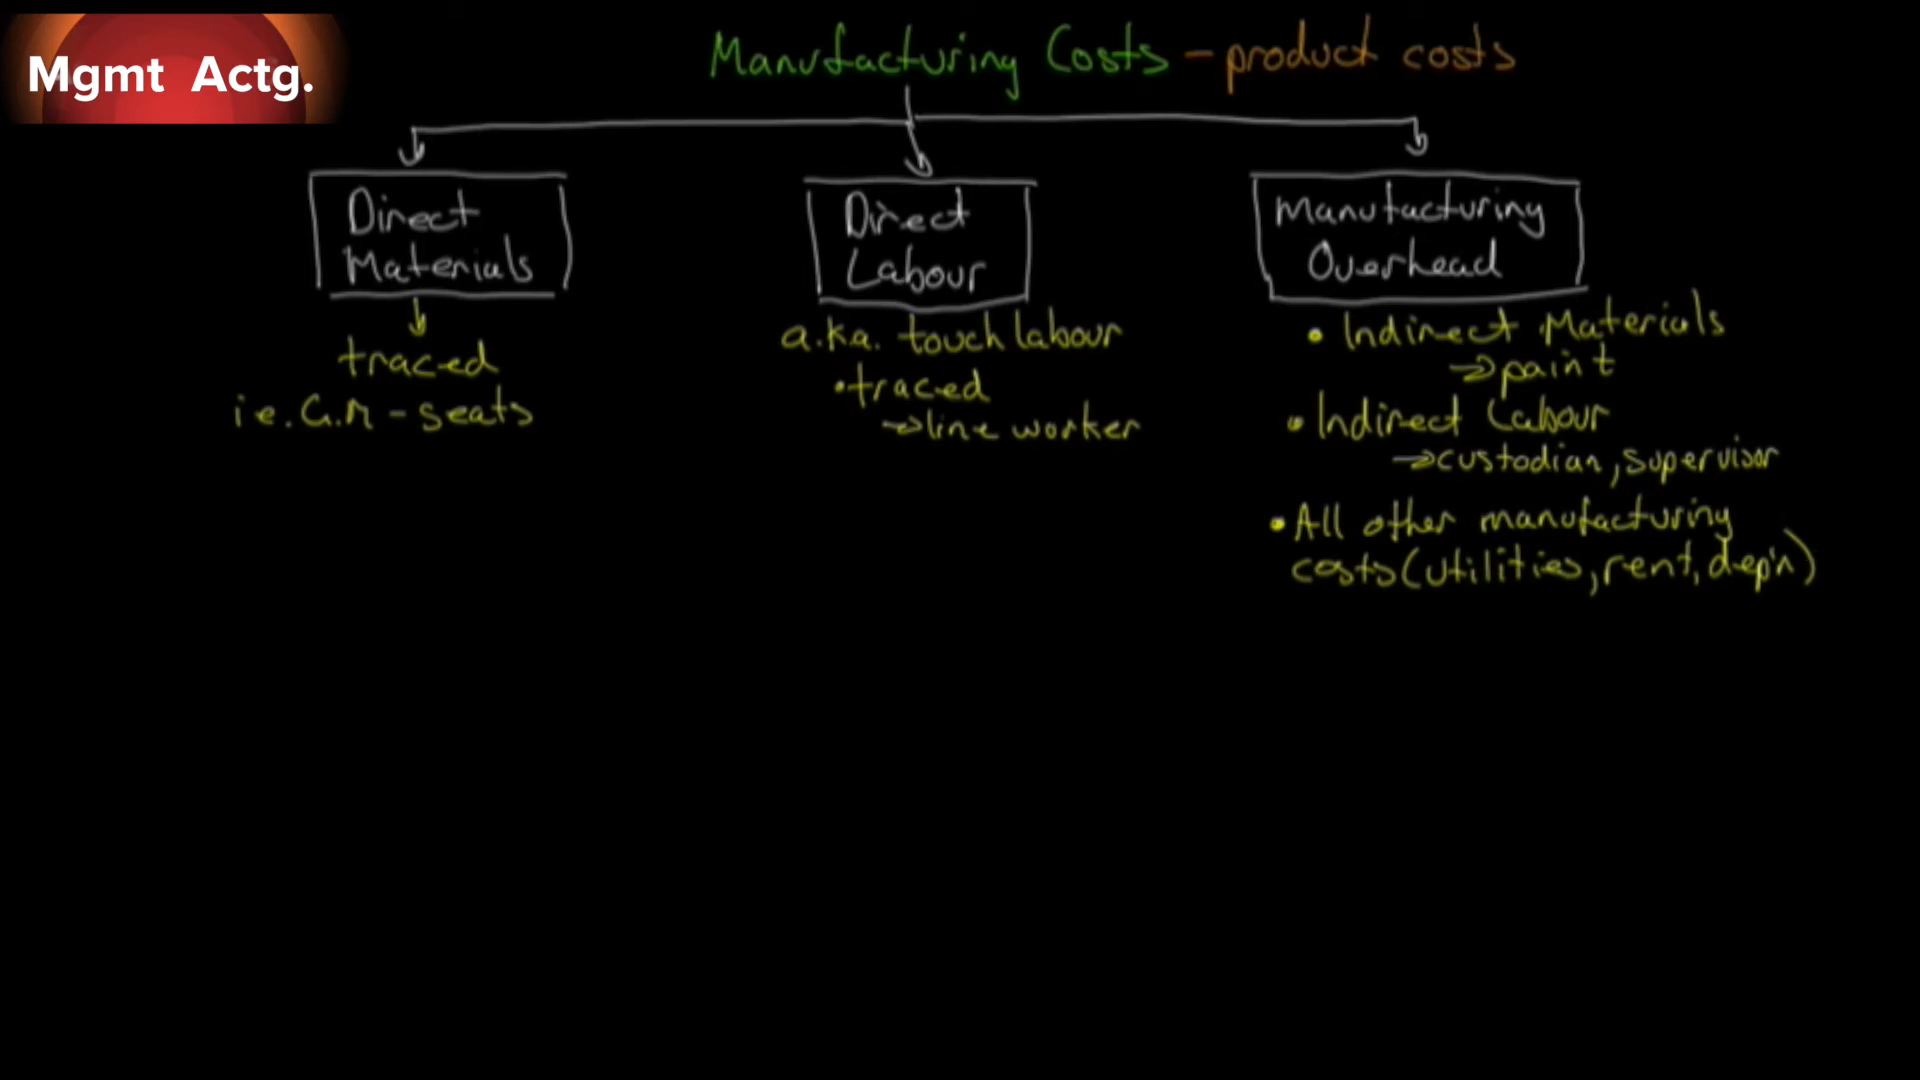 Mgmt Actg.
Manufacturing Costs - product costs
Direct
Materials
traced
i.e. G.M - seats
Direct
Labour
a.k.a. touch labour
• traced
→ line worker
Manufacturing
Overhead
• Indirect Materials
→ paint
• Indirect Labour
→ custodian, supervisor
• All other manufacturing
costs (utilities, rent, dep'n)